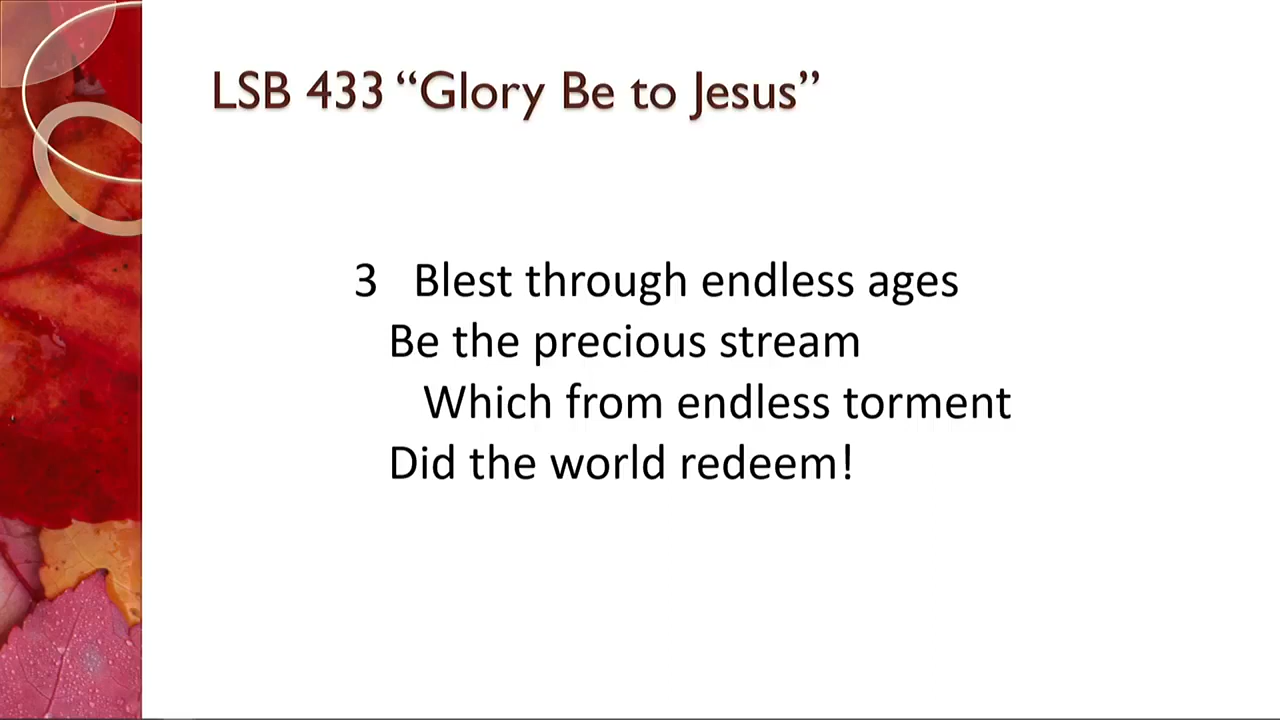 LSB 433 “Glory Be to Jesus”
3 Blest through endless ages
Be the precious stream
Which from endless torment
Did the world redeem!